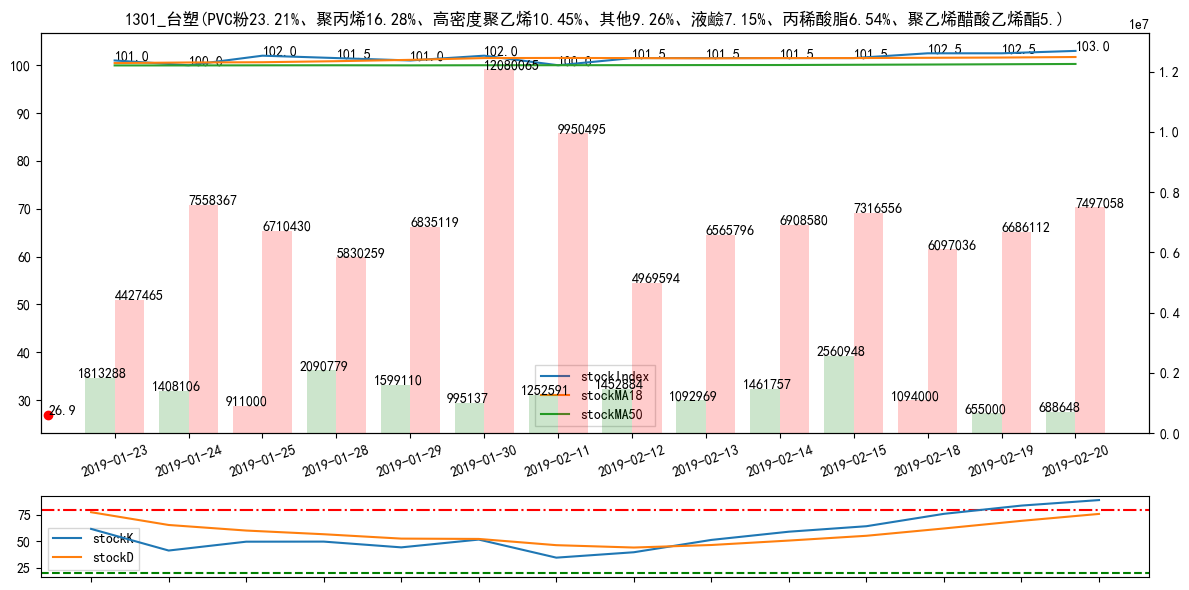 1301_台塑(PVC粉23.21%、聚丙烯16.28%、高密度聚乙烯10.45%、其他9.26%、液鹼7.15%、丙稀酸脂6.54%、聚乙烯醋酸乙烯酯5.)
1e7
101.0 100.0 102.0 101.5 101.0 102.0 100.0 101.5 101.5 101.5 101.5 102.5 102.5 103.0
100
90
80
70
60
50
40
30
1.2
1.0
0.8
0.6
0.4
0.2
0.0
4427465 7558367 6710430 5830259 6835119 12080065 9950495 4969594 6565796 6908580 7316556 6097036 6686112 7497058
1813288 1408106 911000 2090779 1599110 995137 1252591 1452884 1092969 1461757 2560948 1094000 655000 688648
26.9
stockIndex
stockMA18
stockMA50
2019-01-23 2019-01-24 2019-01-25 2019-01-28 2019-01-29 2019-01-30 2019-02-11 2019-02-12 2019-02-13 2019-02-14 2019-02-15 2019-02-18 2019-02-19 2019-02-20
75
50
25
stockK
stockD